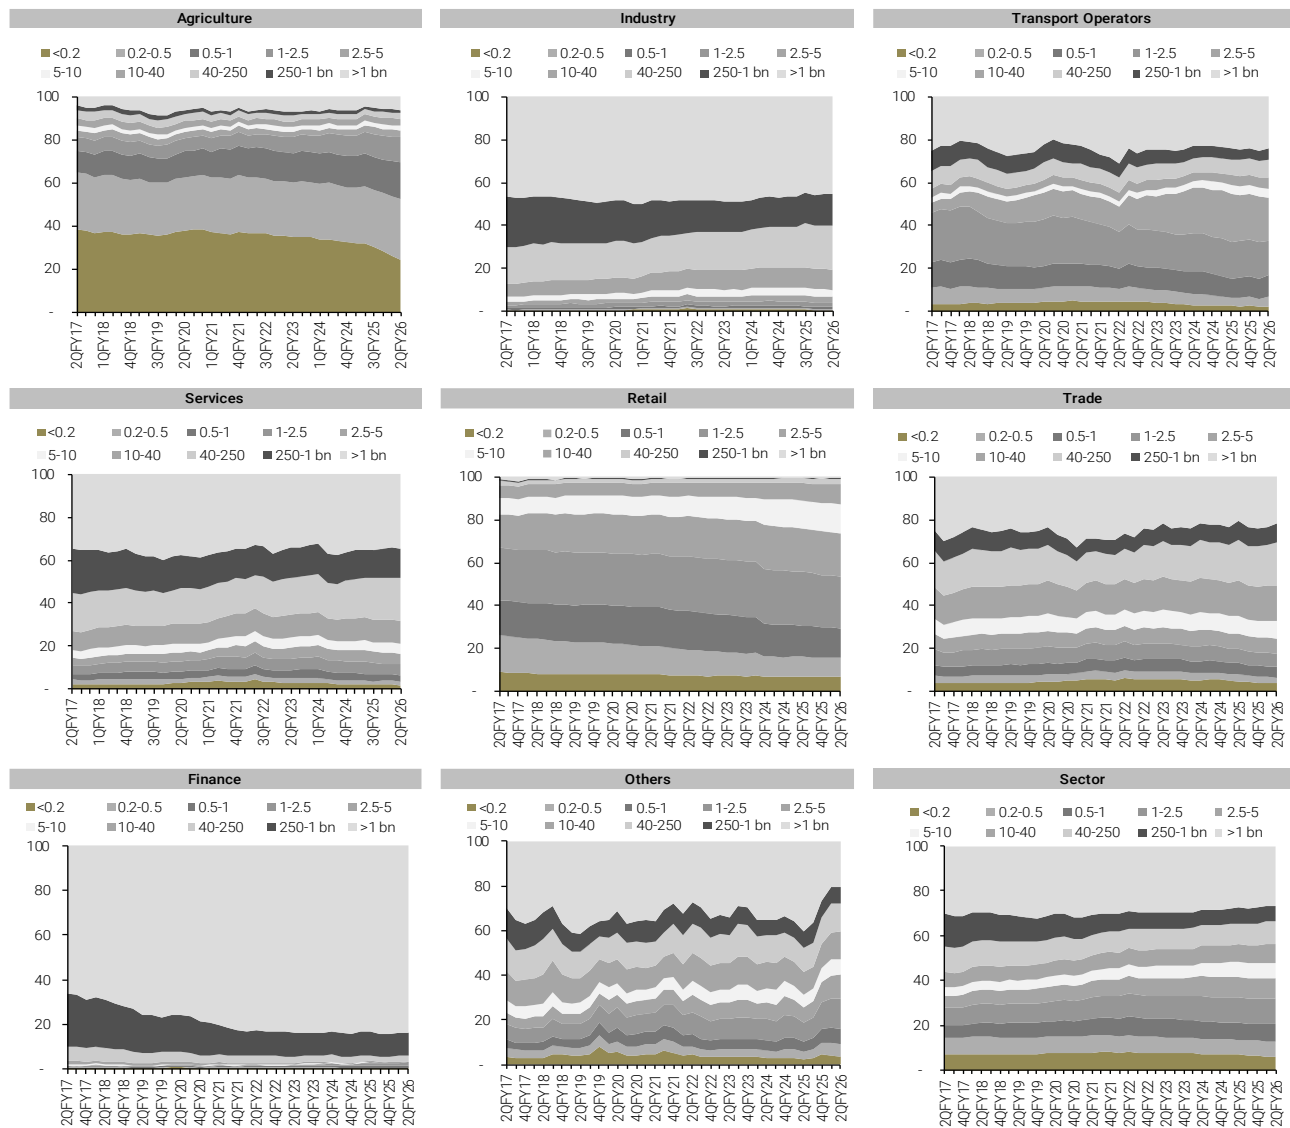 Agriculture
<0.2 0.2-0.5 0.5-1 1-2.5 2.5-5
5-10 10-40 40-250 250-1 bn >1 bn
100
80
60
40
20
-
2QFY17 1QFY18 4QFY18 3QFY19 2QFY20 1QFY21 4QFY21 3QFY22 2QFY23 1QFY24 4QFY24 3QFY25 2QFY26
Industry
<0.2 0.2-0.5 0.5-1 1-2.5 2.5-5
5-10 10-40 40-250 250-1 bn >1 bn
100
80
60
40
20
-
2QFY17 1QFY18 4QFY18 3QFY19 2QFY20 1QFY21 4QFY21 3QFY22 2QFY23 1QFY24 4QFY24 3QFY25 2QFY26
Transport Operators
<0.2 0.2-0.5 0.5-1 1-2.5 2.5-5
5-10 10-40 40-250 250-1 bn >1 bn
100
80
60
40
20
-
2QFY17 4QFY17 2QFY18 4QFY18 2QFY19 4QFY19 2QFY20 4QFY20 2QFY21 4QFY21 2QFY22 4QFY22 2QFY23 4QFY23 2QFY24 4QFY24 2QFY25 4QFY25 2QFY26
Services
<0.2 0.2-0.5 0.5-1 1-2.5 2.5-5
5-10 10-40 40-250 250-1 bn >1 bn
100
80
60
40
20
-
2QFY17 1QFY18 4QFY18 3QFY19 2QFY20 1QFY21 4QFY21 3QFY22 2QFY23 1QFY24 4QFY24 3QFY25 2QFY26
Retail
<0.2 0.2-0.5 0.5-1 1-2.5 2.5-5
5-10 10-40 40-250 250-1 bn >1 bn
100
80
60
40
20
-
2QFY17 4QFY17 2QFY18 4QFY18 2QFY19 4QFY19 2QFY20 4QFY20 2QFY21 4QFY21 2QFY22 4QFY22 2QFY23 4QFY23 2QFY24 4QFY24 2QFY25 4QFY25 2QFY26
Trade
<0.2 0.2-0.5 0.5-1 1-2.5 2.5-5
5-10 10-40 40-250 250-1 bn >1 bn
100
80
60
40
20
-
2QFY17 4QFY17 2QFY18 4QFY18 2QFY19 4QFY19 2QFY20 4QFY20 2QFY21 4QFY21 2QFY22 4QFY22 2QFY23 4QFY23 2QFY24 4QFY24 2QFY25 4QFY25 2QFY26
Finance
<0.2 0.2-0.5 0.5-1 1-2.5 2.5-5
5-10 10-40 40-250 250-1 bn >1 bn
100
80
60
40
20
-
2QFY17 4QFY17 2QFY18 4QFY18 2QFY19 4QFY19 2QFY20 4QFY20 2QFY21 4QFY21 2QFY22 4QFY22 2QFY23 4QFY23 2QFY24 4QFY24 2QFY25 4QFY25 2QFY26
Others
<0.2 0.2-0.5 0.5-1 1-2.5 2.5-5
5-10 10-40 40-250 250-1 bn >1 bn
100
80
60
40
20
-
2QFY17 4QFY17 2QFY18 4QFY18 2QFY19 4QFY19 2QFY20 4QFY20 2QFY21 4QFY21 2QFY22 4QFY22 2QFY23 4QFY23 2QFY24 4QFY24 2QFY25 4QFY25 2QFY26
Sector
<0.2 0.2-0.5 0.5-1 1-2.5 2.5-5
5-10 10-40 40-250 250-1 bn >1 bn
100
80
60
40
20
-
2QFY17 4QFY17 2QFY18 4QFY18 2QFY19 4QFY19 2QFY20 4QFY20 2QFY21 4QFY21 2QFY22 4QFY22 2QFY23 4QFY23 2QFY24 4QFY24 2QFY25 4QFY25 2QFY26